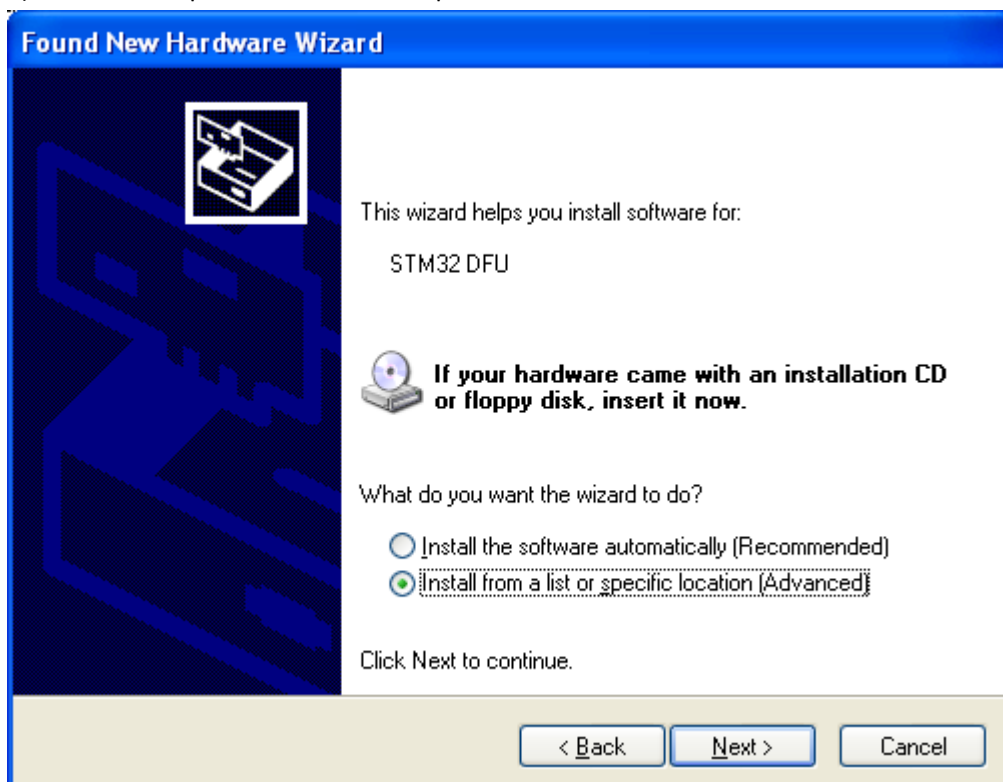 Found New Hardware Wizard
This wizard helps you install software for:
STM32 DFU
If your hardware came with an installation CD
or floppy disk, insert it now.
What do you want the wizard to do?
Install the software automatically (Recommended)
Install from a list or specific location (Advanced)
Click Next to continue.
< Back
Next >
Cancel